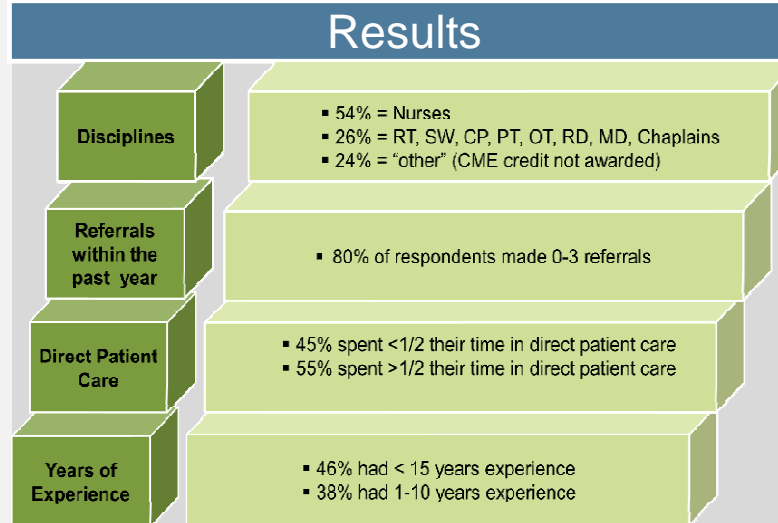 Results
Disciplines
▪ 54% = Nurses
▪ 26% = RT, SW, CP, PT, OT, RD, MD, Chaplains
▪ 24% = “other” (CME credit not awarded)
Referrals
within the
past year
▪ 80% of respondents made 0-3 referrals
Direct Patient
Care
▪ 45% spent <1/2 their time in direct patient care
▪ 55% spent >1/2 their time in direct patient care
Years of
Experience
▪ 46% had < 15 years experience
▪ 38% had 1-10 years experience